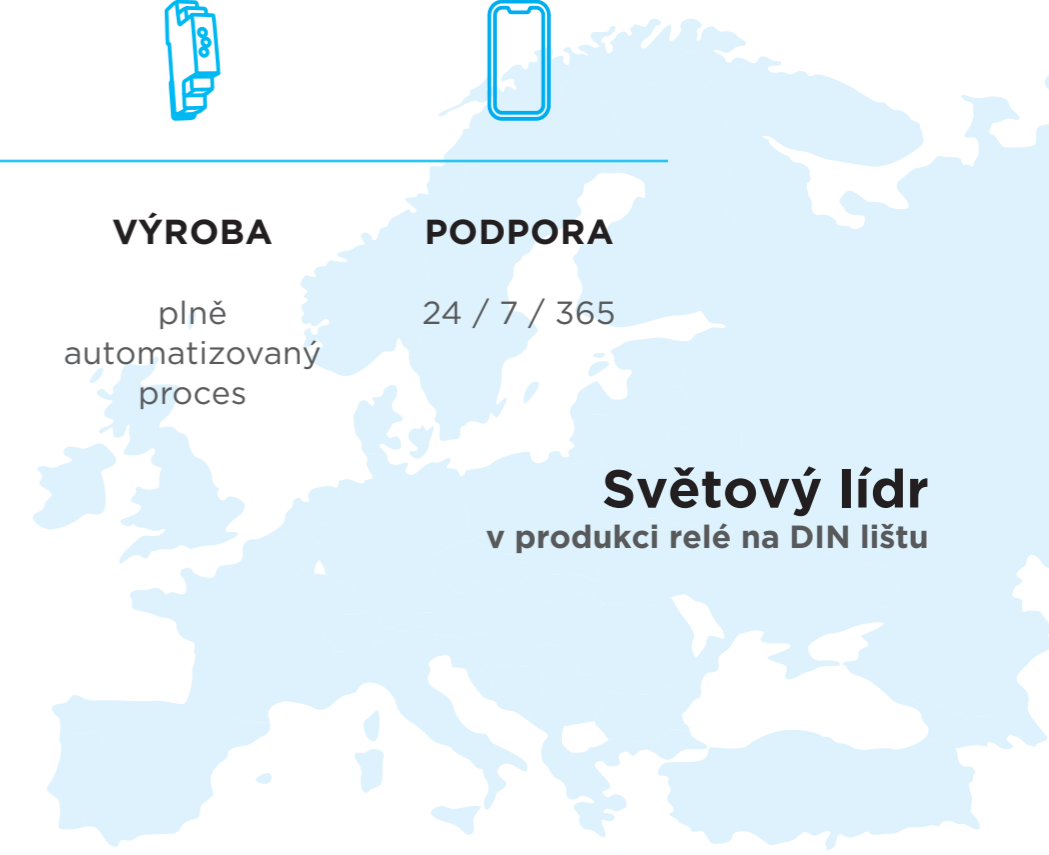 VÝROBA
plně
automatizovaný
proces
PODPORA
24 / 7 / 365
Světový lídr
v produkci relé na DIN lištu